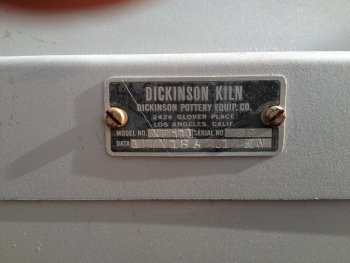 DICKINSON KILN
DICKINSON POTTERY EQUIP. CO.
2424 GLOVER PLACE
LOS ANGELES, CALIF.
MODEL NO. SERIAL NO
DATA